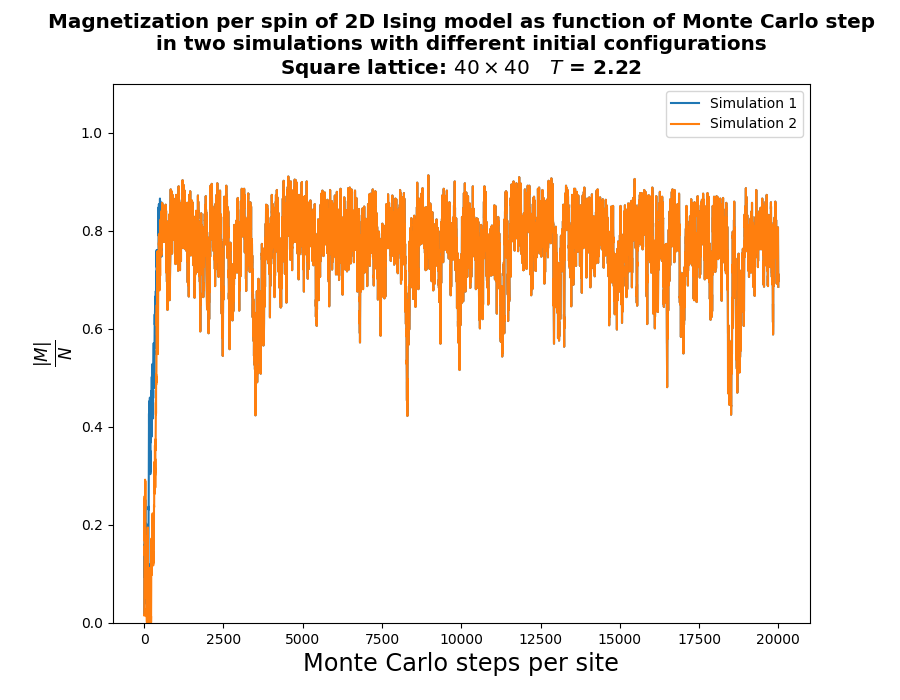 Magnetization per spin of 2D Ising model as function of Monte Carlo step
in two simulations with different initial configurations
Square lattice: 40 × 40 T = 2.22
Simulation 1
Simulation 2
1.0
0.8
0.6
0.4
0.2
0.0
|M|
N
0 2500 5000 7500 10000 12500 15000 17500 20000
Monte Carlo steps per site